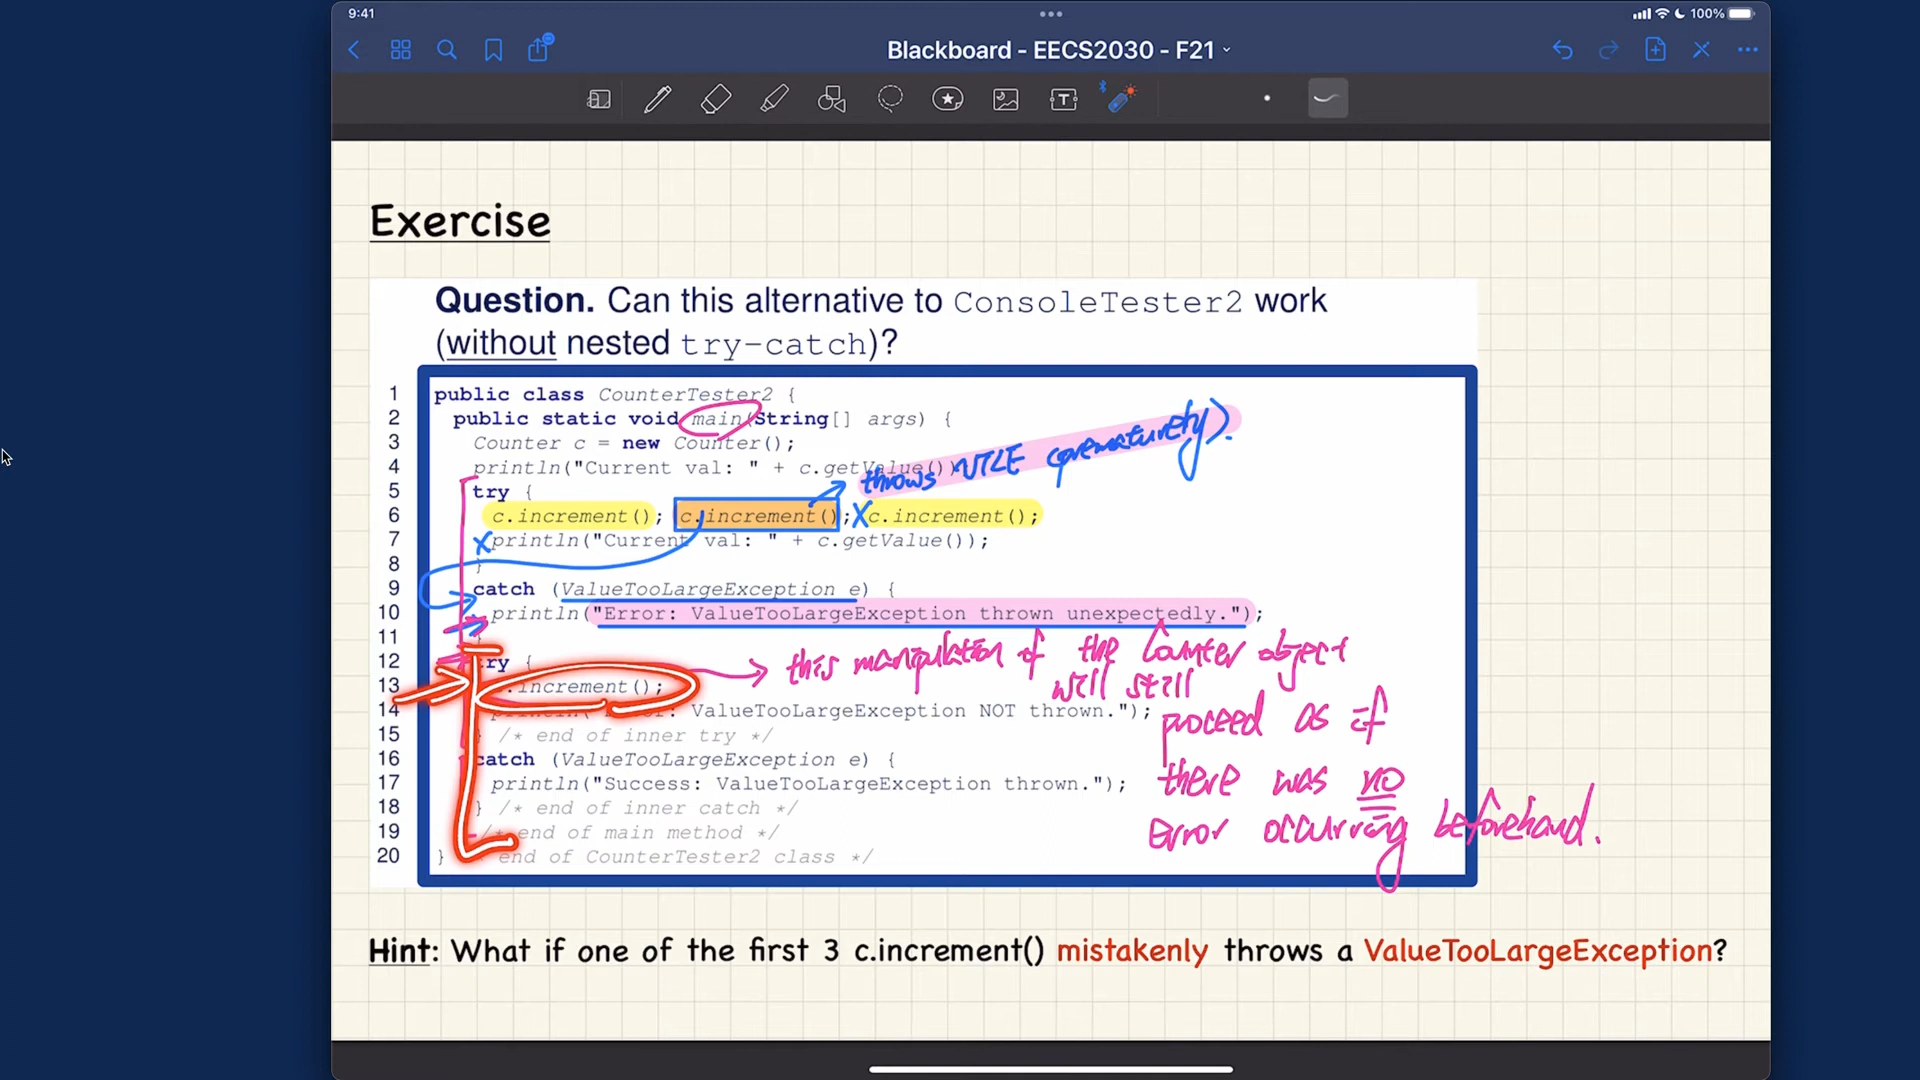 9:41
100%
Blackboard - EECS2030 - F21
Exercise
Question. Can this alternative to ConsoleTester2 work
(without nested try-catch)?
1 public class CounterTester2 {
2 public static void main(String[] args) {
3 Counter c = new Counter();
4 println("Current val: " + c.getValue())
throws VTLE (prematurely).
5 try {
6 c.increment(); c.increment(); X c.increment();
7 X println("Current val: " + c.getValue());
8 }
9 catch (ValueTooLargeException e) {
10 println("Error: ValueTooLargeException thrown unexpectedly.");
11
12 try {
this manipulation of the Counter object
13 .increment();
will still
14 ValueTooLargeException NOT thrown.");
proceed as if
15 /* end of inner try */
16 catch (ValueTooLargeException e) {
17 println("Success: ValueTooLargeException thrown.");
there was no
18 } /* end of inner catch */
19 /* end of main method */
error occurring beforehand.
20 } end of CounterTester2 class */
Hint: What if one of the first 3 c.increment() mistakenly throws a ValueTooLargeException?